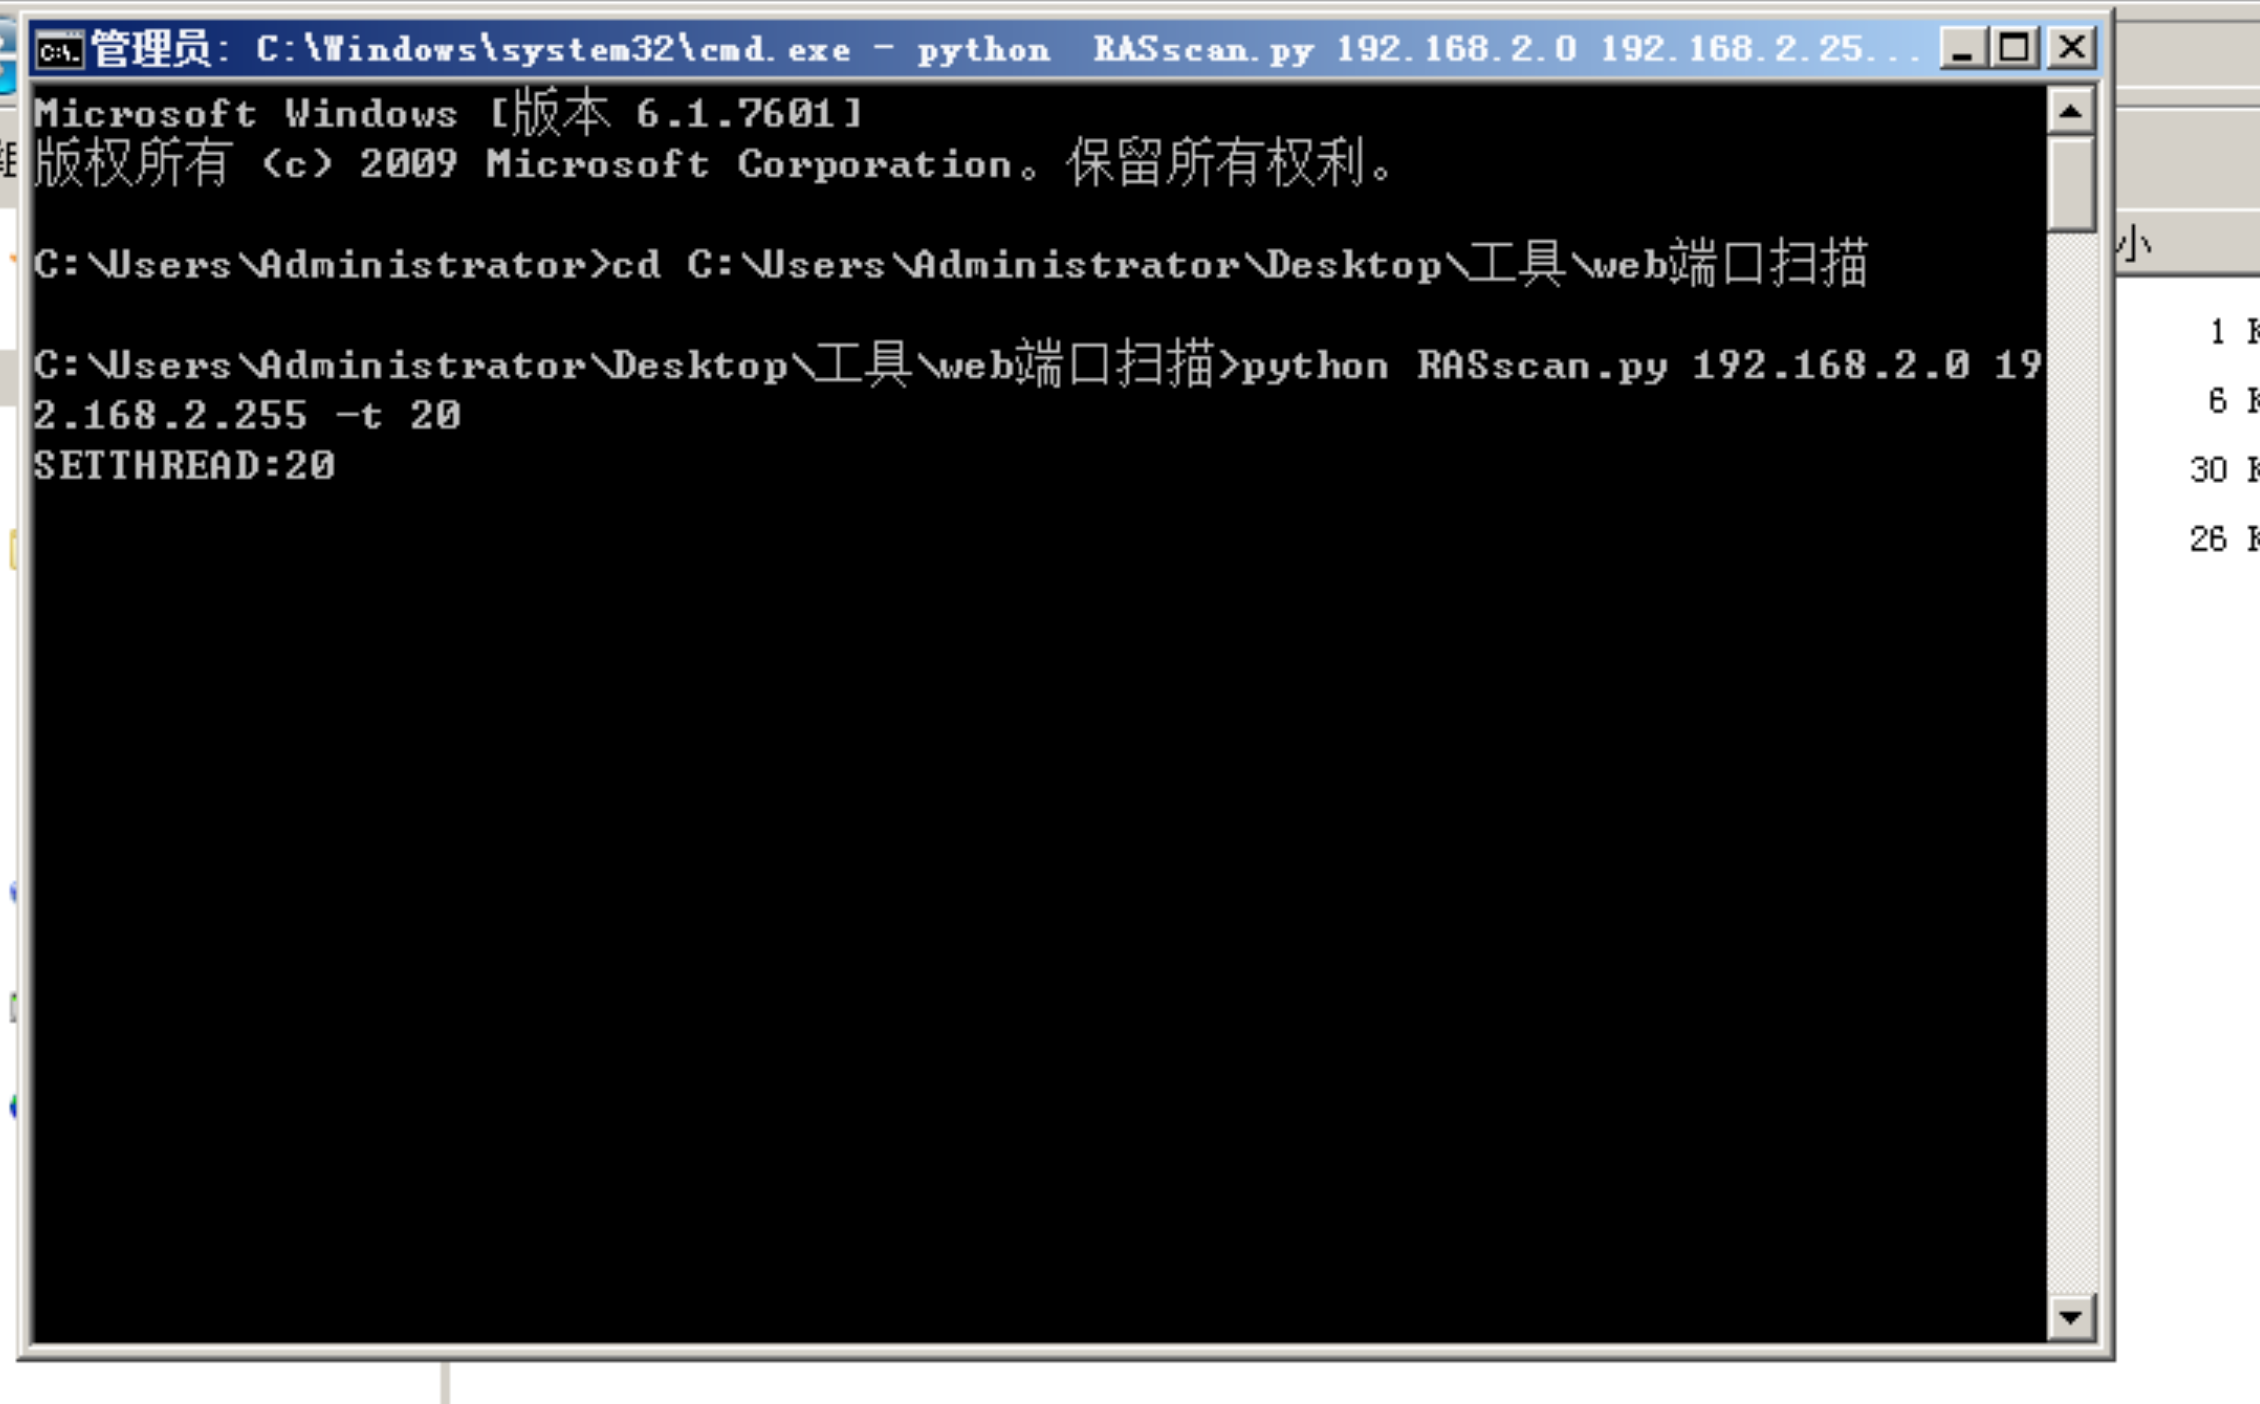 管理员: C:\Windows\system32\cmd.exe - python  RASscan.py 192.168.2.0 192.168.2.25...
Microsoft Windows [版本 6.1.7601]
版权所有 (c) 2009 Microsoft Corporation。保留所有权利。
C:\Users\Administrator>cd C:\Users\Administrator\Desktop\工具\web端口扫描
C:\Users\Administrator\Desktop\工具\web端口扫描>python RASscan.py 192.168.2.0 19
2.168.2.255 -t 20
SETTHREAD:20
小
1 K
6 K
30 K
26 K